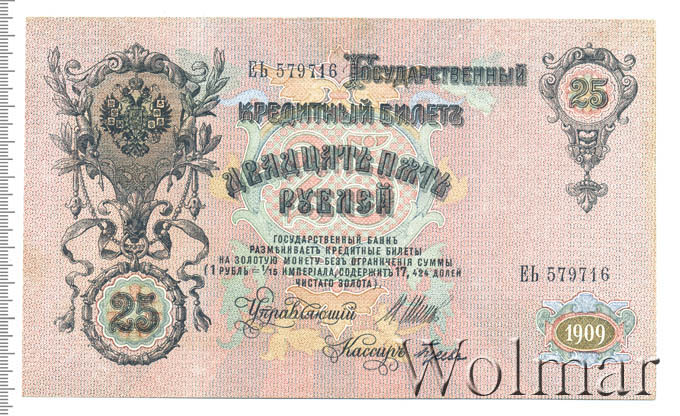 ЕЬ 579716 Государственный
25
кредитный билетъ
двадцать пять
рублей
Государственный банкъ
размѣниваетъ кредитные билеты
на золотую монету безъ ограниченія суммы
(1 рубль = 1/15 имперіала, содержитъ 17,424 долей
чистаго золота).
ЕЬ 579716
25
Управляющій
Кассиръ
1909
Wolmar